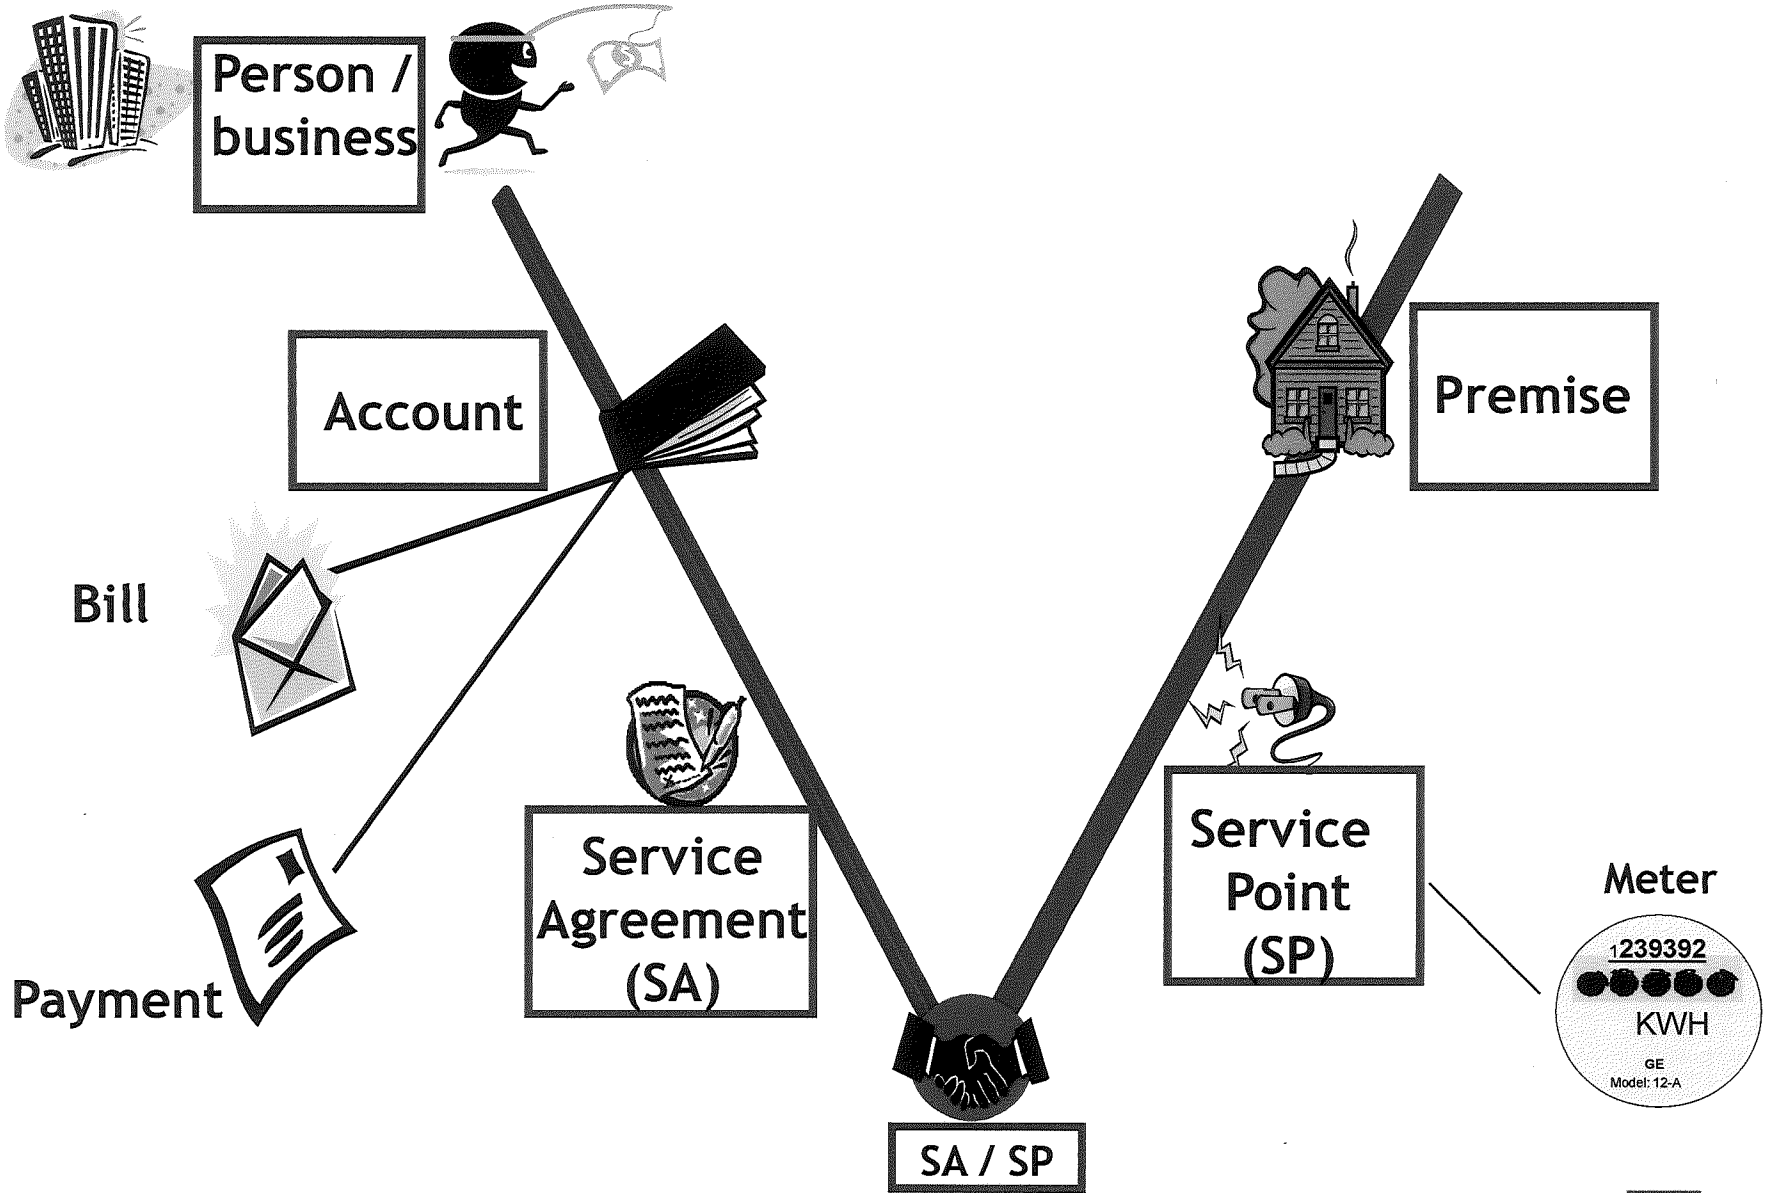 Person /
business
Account
Premise
Bill
Service
Agreement
(SA)
Service
Point
(SP)
Payment
Meter
1239392
KWH
GE
Model: 12-A
SA / SP